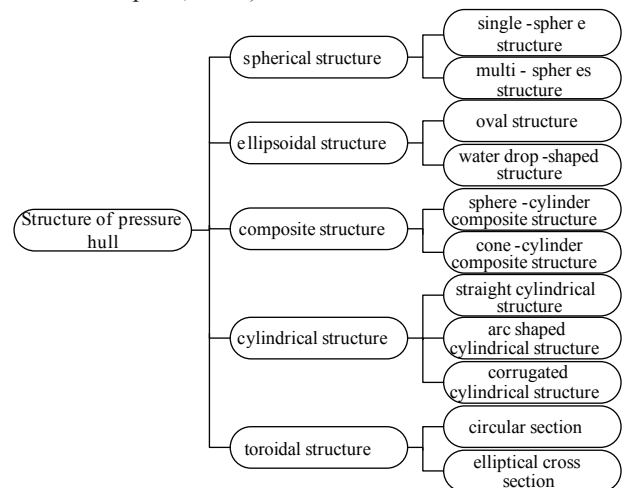 single -spher e
structure
spherical structure
multi - spher es
structure
oval structure
ellipsoidal structure
water drop -shaped
structure
Structure of pressure
hull
sphere -cylinder
composite structure
composite structure
cone -cylinder
composite structure
straight cylindrical
structure
cylindrical structure
arc shaped
cylindrical structure
corrugated
cylindrical structure
circular section
toroidal structure
elliptical cross
section